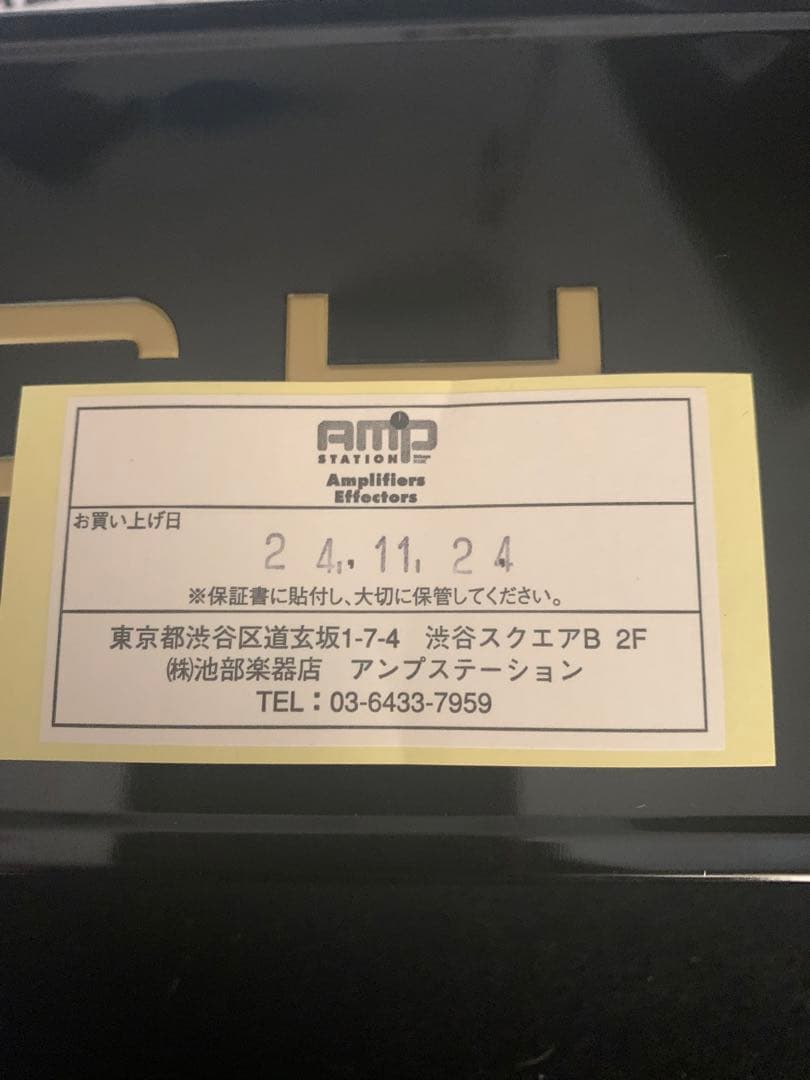 AMP
STATION
Amplifiers
Effectors
お買い上げ日
24.11.24
※保証書に貼付し、大切に保管してください。
東京都渋谷区道玄坂1-7-4 渋谷スクエアB 2F
㈱池部楽器店 アンプステーション
TEL：03-6433-7959